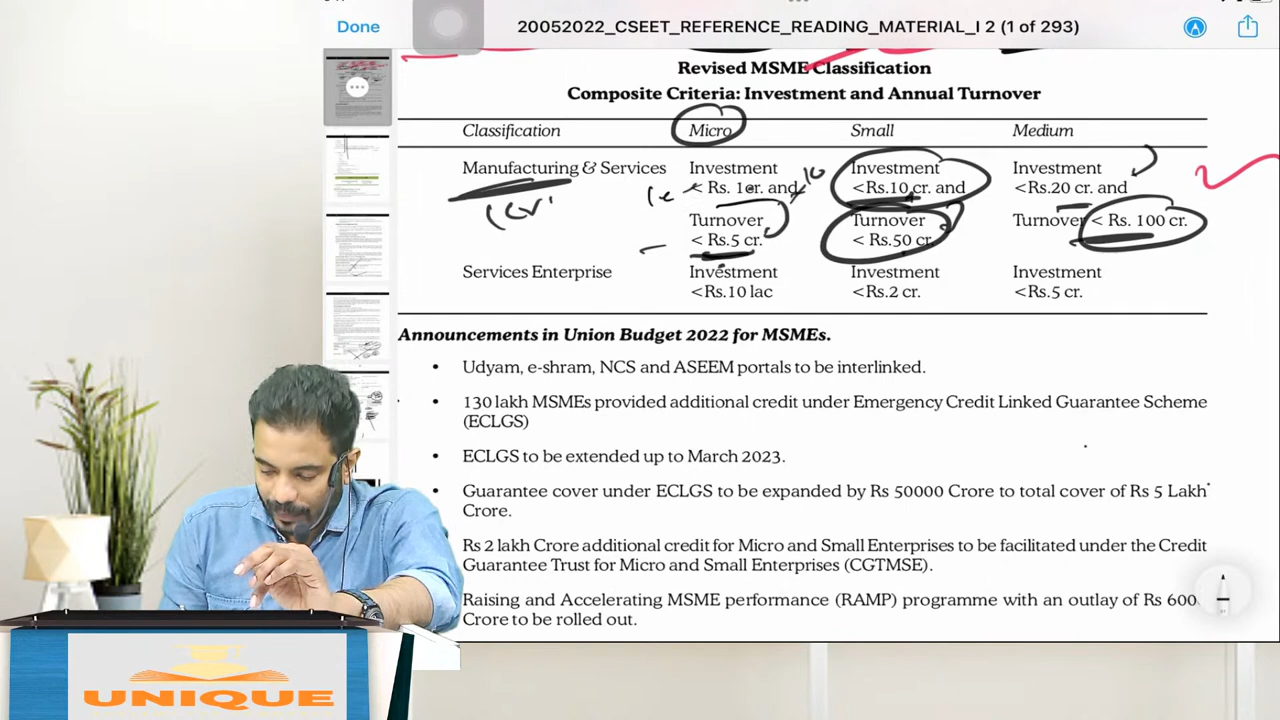 Done
20052022_CSEET_REFERENCE_READING_MATERIAL_I 2 (1 of 293)
Revised MSME Classification
Composite Criteria: Investment and Annual Turnover
Classification Micro Small Medium
Manufacturing & Services Investment Investment Investment
< Rs. 1cr. and Rs.10 cr. and <Rs.20 cr. and
Turnover Turnover < Rs. 100 cr.
< Rs.5 cr. < Rs.50 cr.
Services Enterprise Investment Investment Investment
<Rs.10 lac <Rs.2 cr. <Rs.5 cr.
Announcements in Union Budget 2022 for MSMEs.
• Udyam, e-shram, NCS and ASEEM portals to be interlinked.
• 130 lakh MSMEs provided additional credit under Emergency Credit Linked Guarantee Scheme
(ECLGS)
• ECLGS to be extended up to March 2023.
• Guarantee cover under ECLGS to be expanded by Rs 50000 Crore to total cover of Rs 5 Lakh
Crore.
Rs 2 lakh Crore additional credit for Micro and Small Enterprises to be facilitated under the Credit
Guarantee Trust for Micro and Small Enterprises (CGTMSE).
Raising and Accelerating MSME performance (RAMP) programme with an outlay of Rs 600
Crore to be rolled out.
UNIQUE